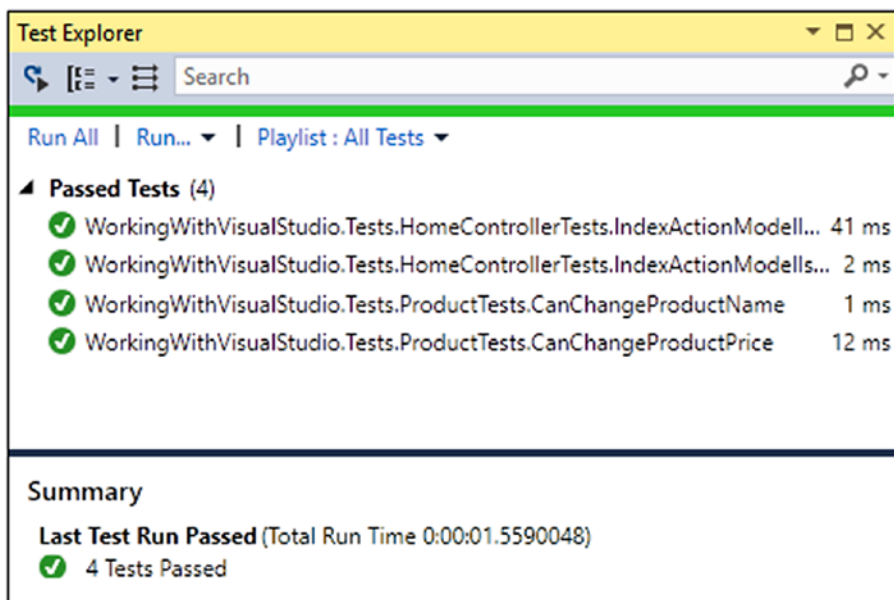 Test Explorer
Search
Run All | Run... | Playlist : All Tests
Passed Tests (4)
WorkingWithVisualStudio.Tests.HomeControllerTests.IndexActionModelI... 41 ms
WorkingWithVisualStudio.Tests.HomeControllerTests.IndexActionModelIs... 2 ms
WorkingWithVisualStudio.Tests.ProductTests.CanChangeProductName 1 ms
WorkingWithVisualStudio.Tests.ProductTests.CanChangeProductPrice 12 ms
Summary
Last Test Run Passed (Total Run Time 0:00:01.5590048)
4 Tests Passed